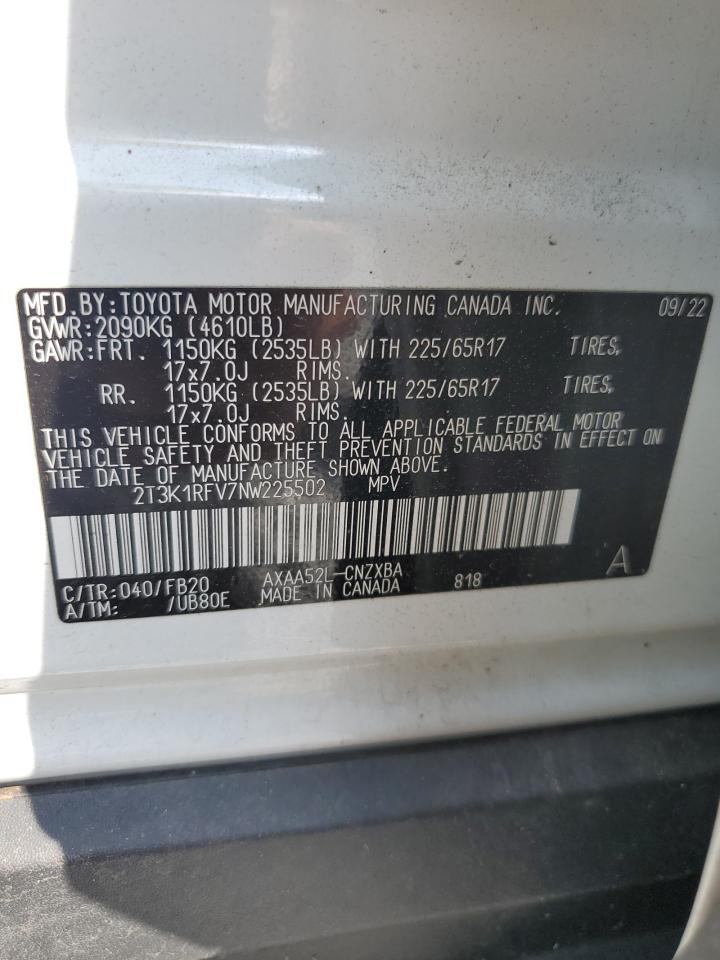 MFD.BY:TOYOTA MOTOR MANUFACTURING CANADA INC. 09/22
GVWR:2090KG (4610LB)
GAWR:FRT. 1150KG (2535LB) WITH 225/65R17 TIRES,
17x7.0J RIMS.
RR. 1150KG (2535LB) WITH 225/65R17 TIRES,
17x7.0J RIMS.
THIS VEHICLE CONFORMS TO ALL APPLICABLE FEDERAL MOTOR
VEHICLE SAFETY AND THEFT PREVENTION STANDARDS IN EFFECT ON
THE DATE OF MANUFACTURE SHOWN ABOVE.
2T3K1RFV7NW225502 MPV
C/TR:040/FB20 AXAA52L-CNZXBA 818 A
A/TM: /UB80E MADE IN CANADA